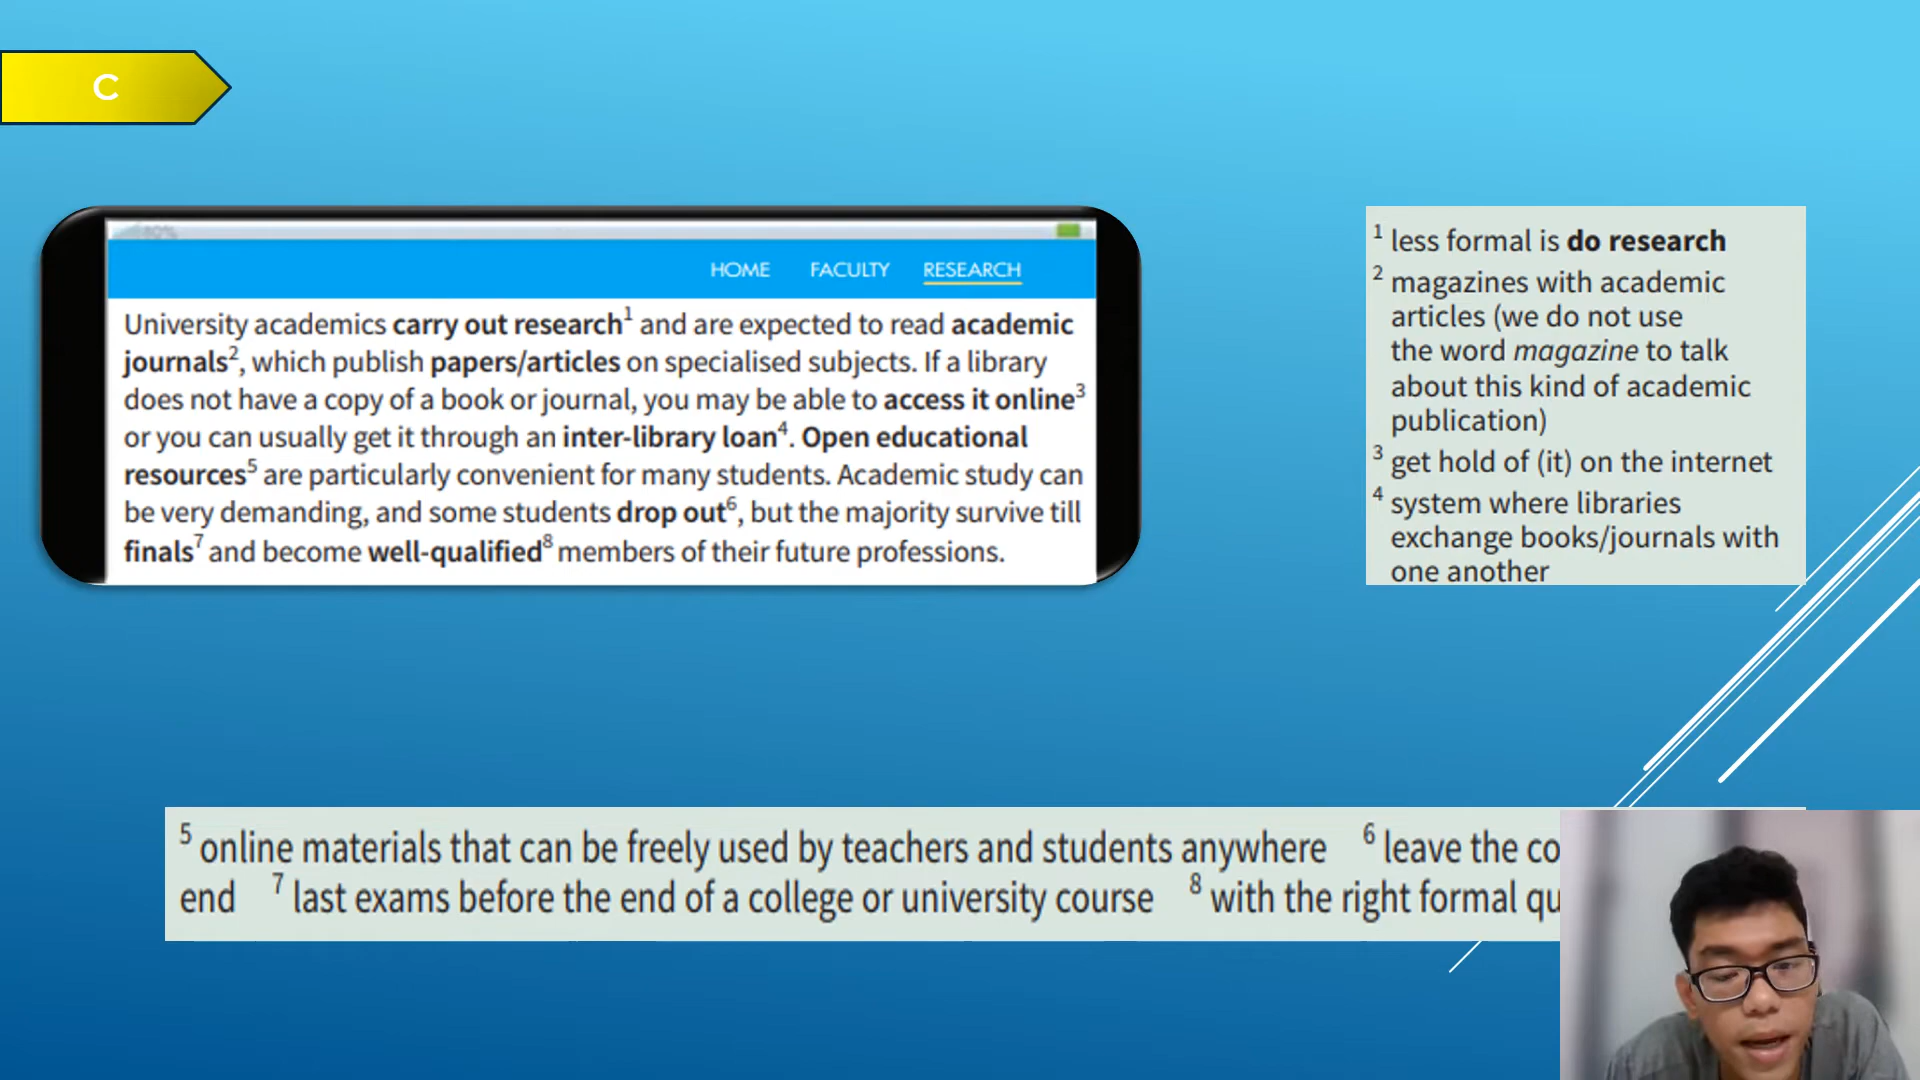 C
80%
HOME FACULTY RESEARCH
University academics carry out research¹ and are expected to read academic
journals², which publish papers/articles on specialised subjects. If a library
does not have a copy of a book or journal, you may be able to access it online³
or you can usually get it through an inter-library loan⁴. Open educational
resources⁵ are particularly convenient for many students. Academic study can
be very demanding, and some students drop out⁶, but the majority survive till
finals⁷ and become well-qualified⁸ members of their future professions.
¹ less formal is do research
² magazines with academic
articles (we do not use
the word magazine to talk
about this kind of academic
publication)
³ get hold of (it) on the internet
⁴ system where libraries
exchange books/journals with
one another
⁵ online materials that can be freely used by teachers and students anywhere ⁶ leave the co
end ⁷ last exams before the end of a college or university course ⁸ with the right formal qu